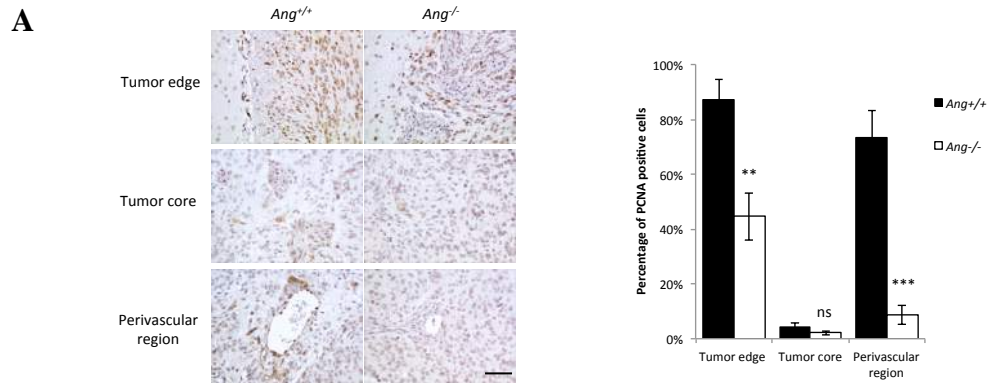 A
Ang+/+
Ang-/-
Tumor edge
Tumor core
Perivascular
region
Percentage of PCNA positive cells
100%
80%
60%
40%
20%
0%
**
ns
***
Tumor edge
Tumor core
Perivascular
region
Ang+/+
Ang-/-